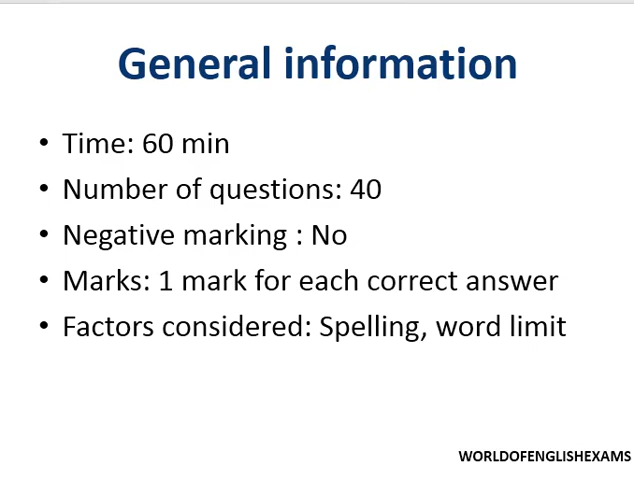 General information
• Time: 60 min
• Number of questions: 40
• Negative marking : No
• Marks: 1 mark for each correct answer
• Factors considered: Spelling, word limit
WORLDOFENGLISHEXAMS